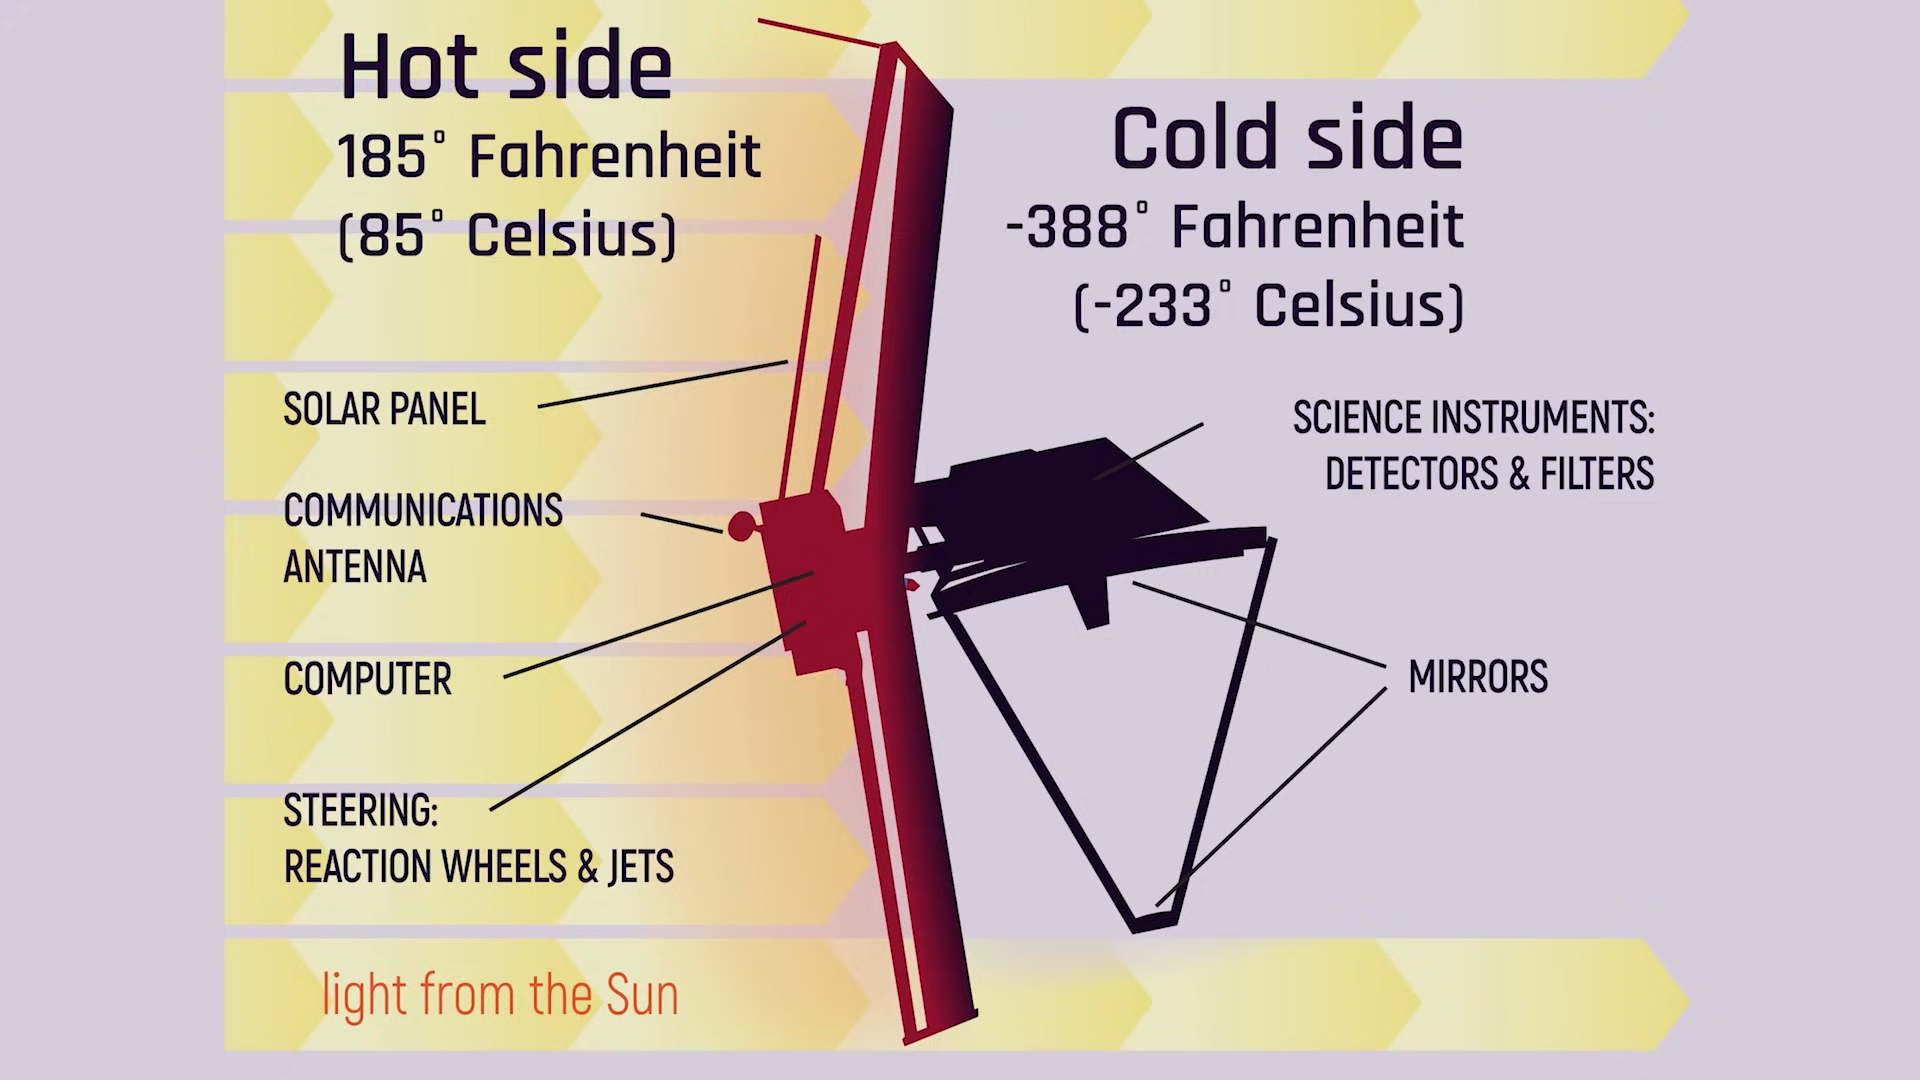 Hot side
185° Fahrenheit
(85° Celsius)
Cold side
-388° Fahrenheit
(-233° Celsius)
SOLAR PANEL
COMMUNICATIONS
ANTENNA
COMPUTER
STEERING:
REACTION WHEELS & JETS
SCIENCE INSTRUMENTS:
DETECTORS & FILTERS
MIRRORS
light from the Sun